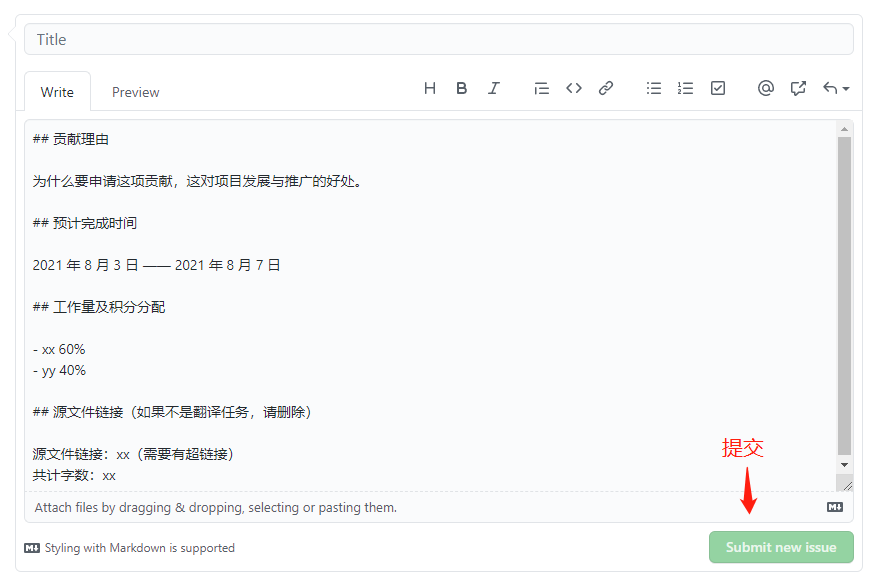 Title
Write Preview
## 贡献理由
为什么要申请这项贡献，这对项目发展与推广的好处。
## 预计完成时间
2021 年 8 月 3 日 —— 2021 年 8 月 7 日
## 工作量及积分分配
- xx 60%
- yy 40%
## 源文件链接（如果不是翻译任务，请删除）
源文件链接：xx（需要有超链接）
共计字数：xx
提交
Attach files by dragging & dropping, selecting or pasting them.
Styling with Markdown is supported
Submit new issue